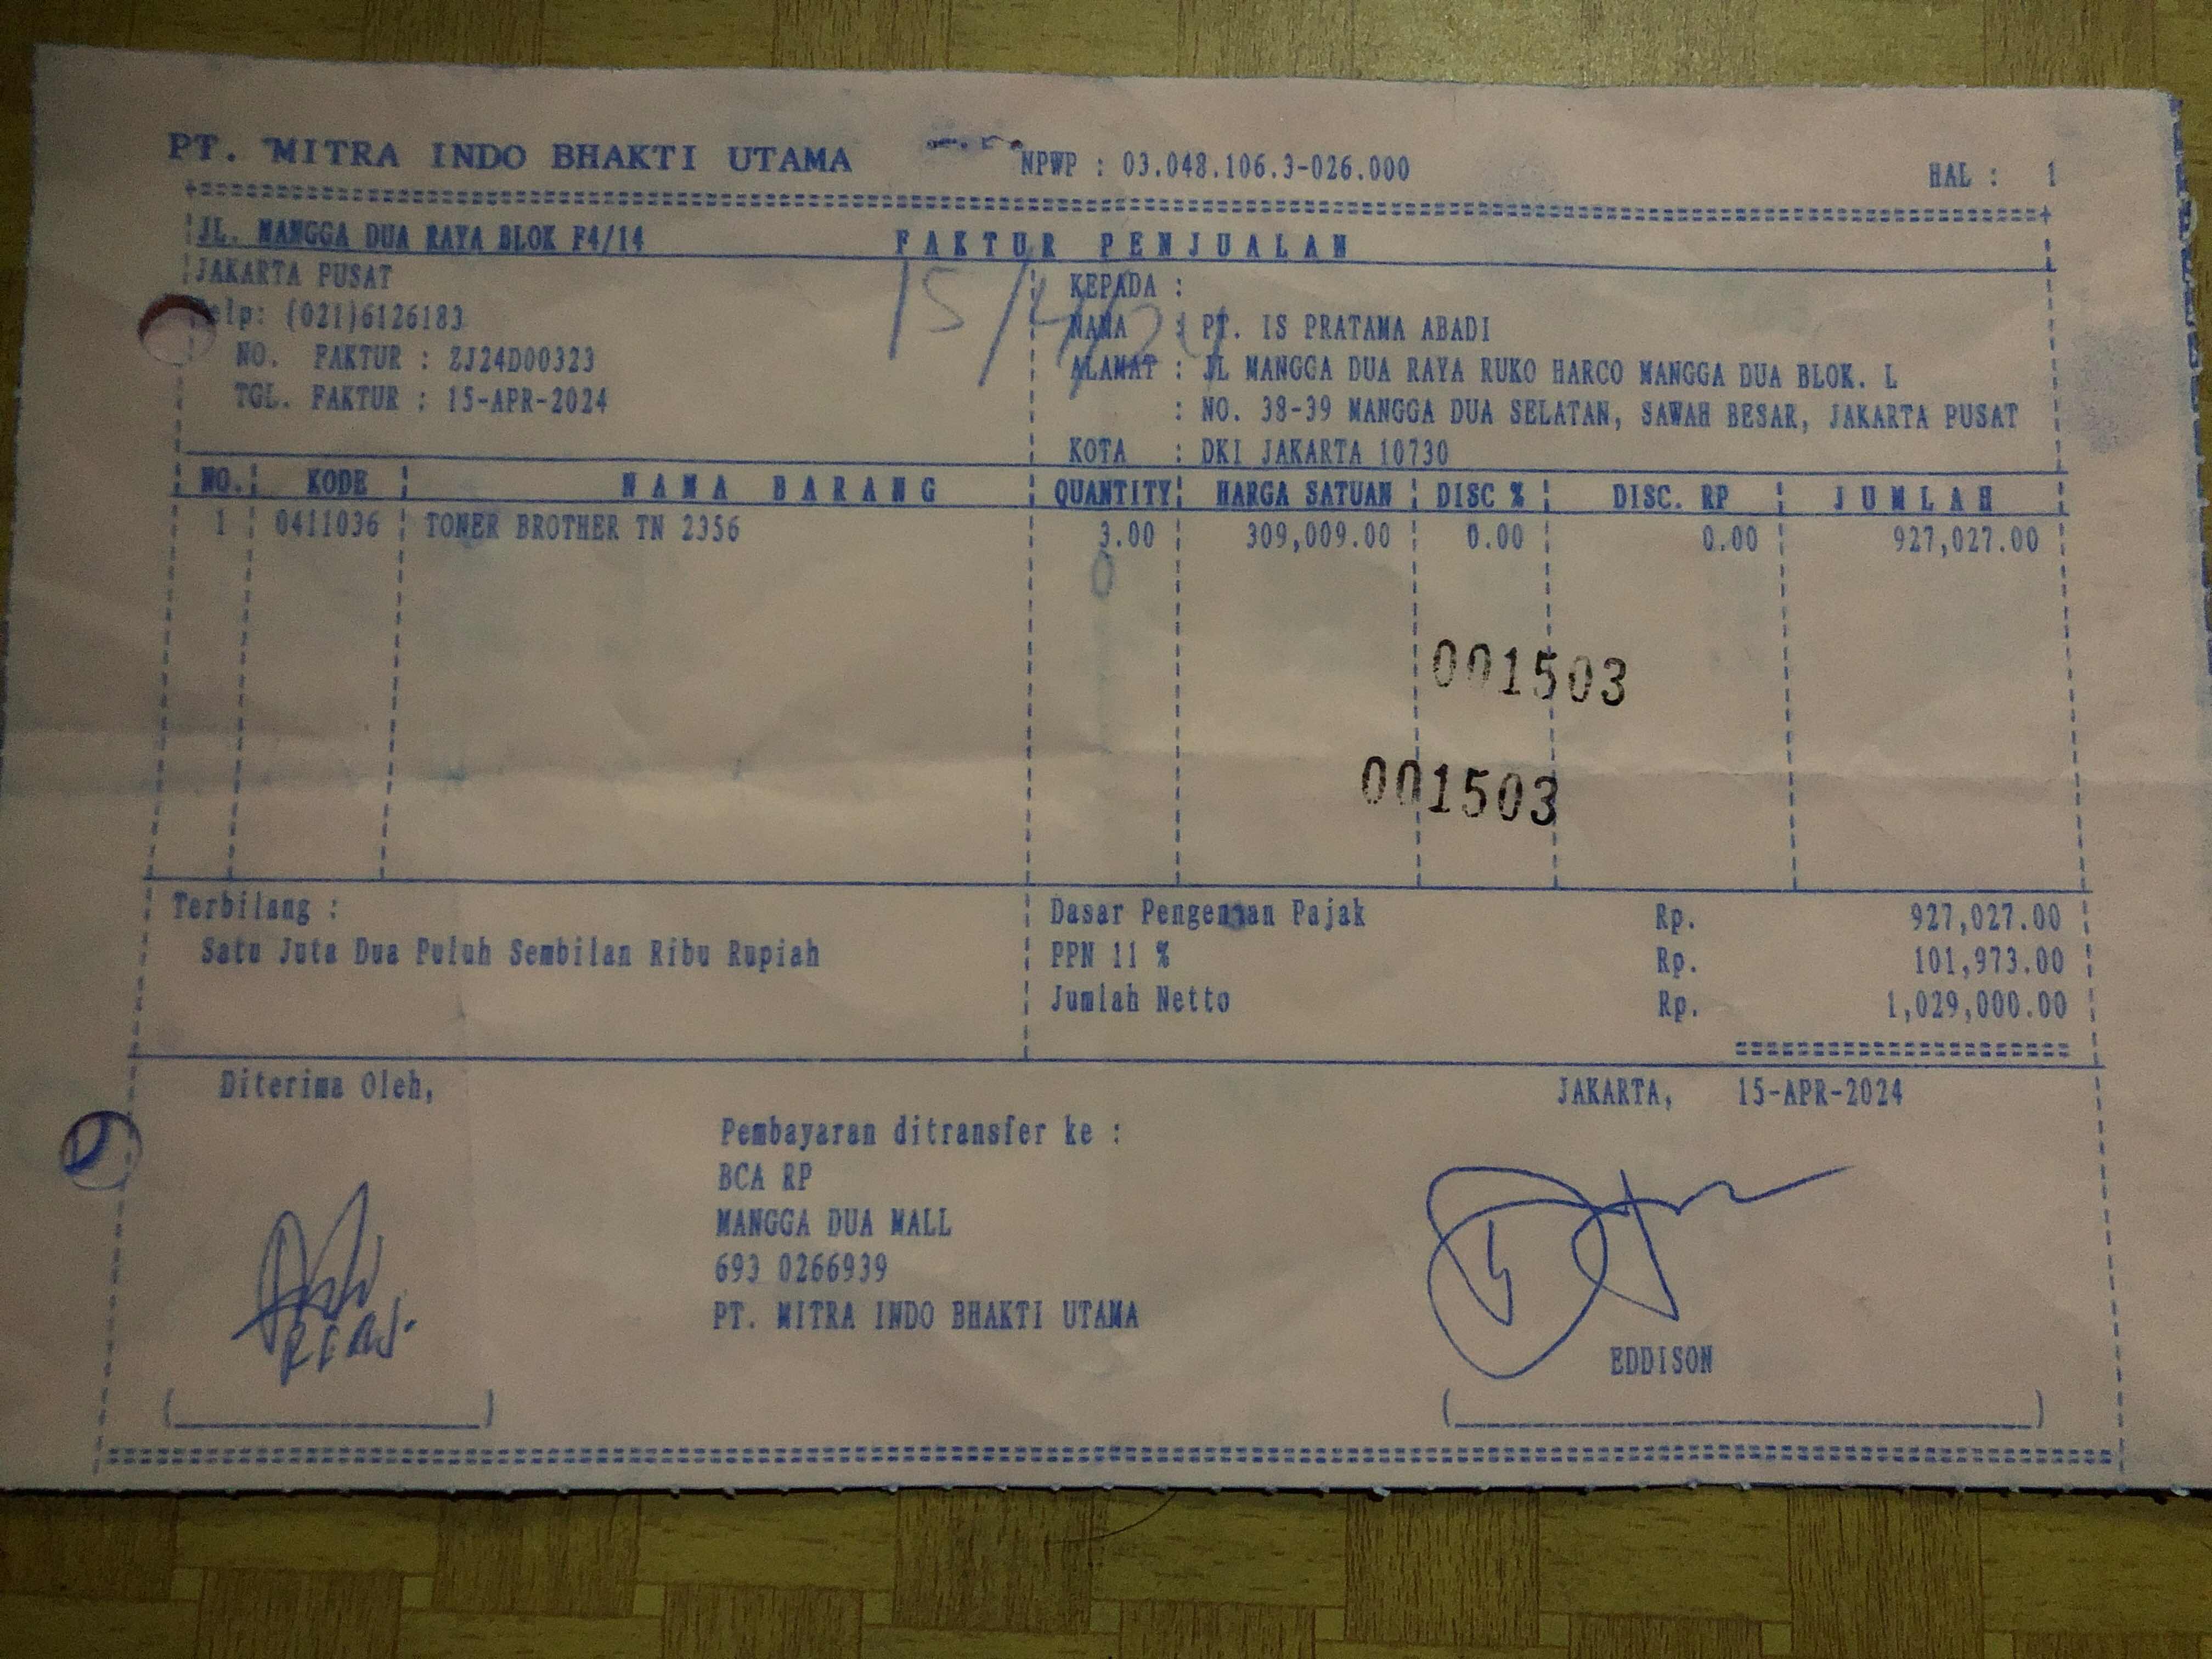 PT. MITRA INDO BHAKTI UTAMA NPWP : 03.048.106.3-026.000 HAL : 1
JL. MANGGA DUA RAYA BLOK F4/14 FAKTUR PENJUALAN
JAKARTA PUSAT
elp: (021)6126183
NO. FAKTUR : ZJ24D00323
TGL. FAKTUR : 15-APR-2024
15/4/24
KEPADA :
NAMA : PT. IS PRATAMA ABADI
ALAMAT : JL MANGGA DUA RAYA RUKO HARCO MANGGA DUA BLOK. L
: NO. 38-39 MANGGA DUA SELATAN, SAWAH BESAR, JAKARTA PUSAT
KOTA : DKI JAKARTA 10730
NO. KODE NAMA BARANG QUANTITY HARGA SATUAN DISC % DISC. RP JUMLAH
1 0411036 TONER BROTHER TN 2356 3.00 309,009.00 0.00 0.00 927,027.00
001503
001503
Terbilang :
Satu Juta Dua Puluh Sembilan Ribu Rupiah
Dasar Pengenaan Pajak Rp. 927,027.00
PPN 11 % Rp. 101,973.00
Jumlah Netto Rp. 1,029,000.00
Diterima Oleh,
JAKARTA, 15-APR-2024
Pembayaran ditransfer ke :
BCA RP
MANGGA DUA MALL
693 0266939
PT. MITRA INDO BHAKTI UTAMA
EDDISON